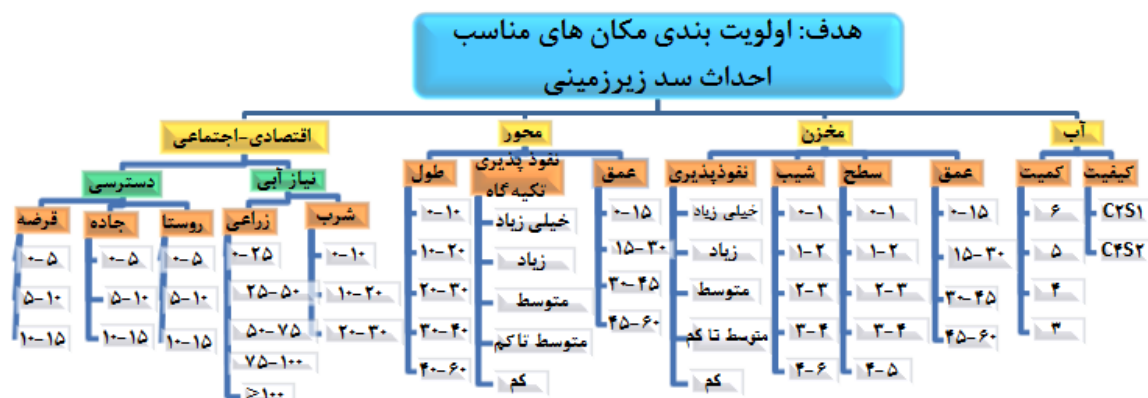 هدف: اولویت بندی مکان های مناسب
احداث سد زیرزمینی
آب
مخزن
محور
اقتصادی-اجتماعی
کیفیت
کمیت
عمق
سطح
شیب
نفوذپذیری
عمق
نفوذ پذیری
تکیه گاه
طول
نیاز آبی
دسترسی
شرب
زراعی
روستا
جاده
قرضه
C۲S۱
C۴S۲
۶
۵
۴
۳
۰-۱۵
۱۵-۳۰
۳۰-۴۵
۴۵-۶۰
۰-۱
۱-۲
۲-۳
۳-۴
۴-۵
۰-۱
۱-۲
۲-۳
۳-۴
۴-۶
خیلی زیاد
زیاد
متوسط
متوسط تا کم
کم
۰-۱۵
۱۵-۳۰
۳۰-۴۵
۴۵-۶۰
خیلی زیاد
زیاد
متوسط
متوسط تا کم
کم
۰-۱۰
۱۰-۲۰
۲۰-۳۰
۳۰-۴۰
۴۰-۶۰
۰-۱۰
۱۰-۲۰
۲۰-۳۰
۰-۲۵
۲۵-۵۰
۵۰-۷۵
۷۵-۱۰۰
≥۱۰۰
۰-۵
۵-۱۰
۱۰-۱۵
۰-۵
۵-۱۰
۱۰-۱۵
۰-۵
۵-۱۰
۱۰-۱۵